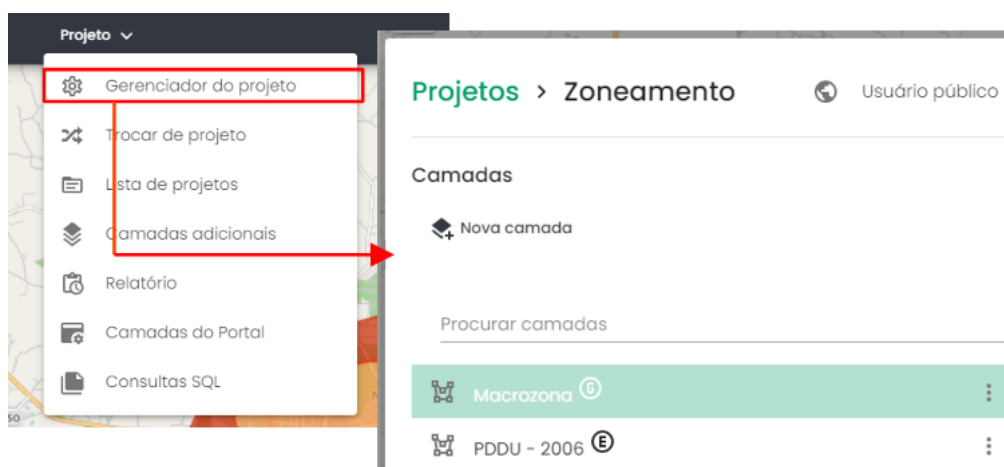 Projeto
Gerenciador do projeto
Trocar de projeto
Lista de projetos
Camadas adicionais
Relatório
Camadas do Portal
Consultas SQL
50
Projetos > Zoneamento
Usuário público
Camadas
Nova camada
Procurar camadas
Macrozona G
PDDU - 2006 E